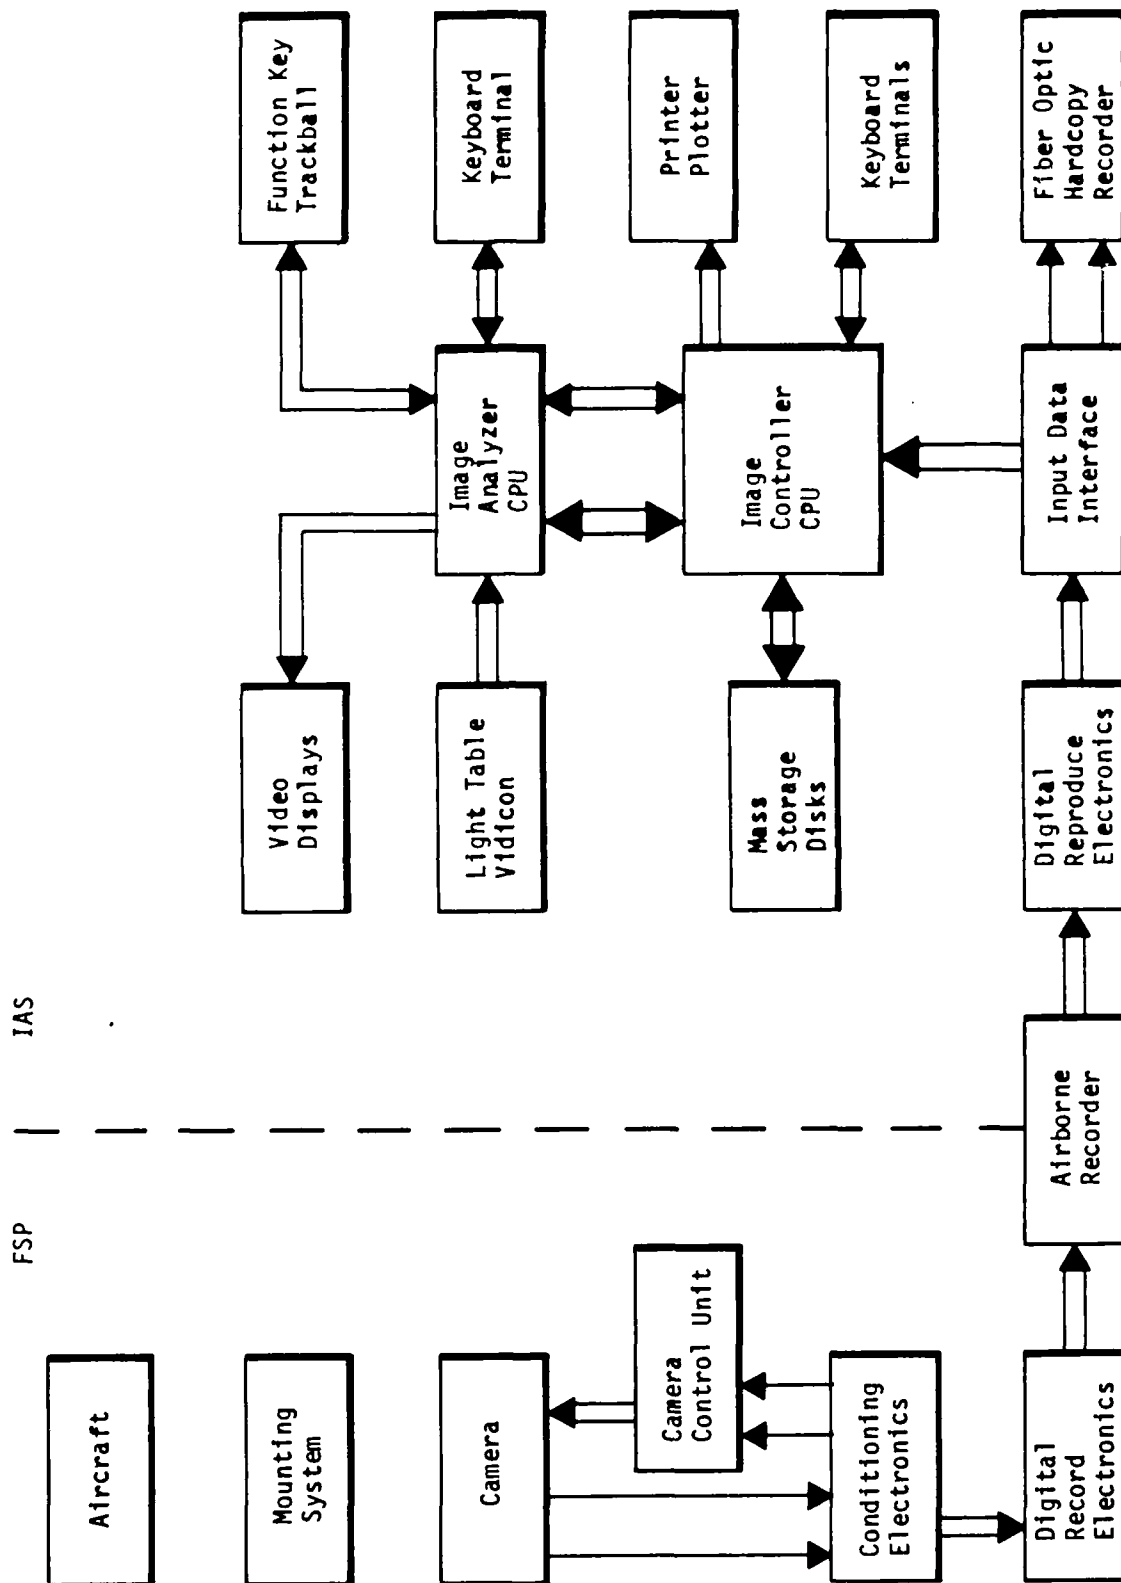 FSP
IAS
Aircraft
Mounting
System
Camera
Camera
Control Unit
Conditioning
Electronics
Digital
Record
Electronics
Airborne
Recorder
Video
Displays
Light Table
Vidicon
Mass
Storage
Disks
Digital
Reproduce
Electronics
Image
Analyzer
CPU
Image
Controller
CPU
Input Data
Interface
Function Key
Trackball
Keyboard
Terminal
Printer
Plotter
Keyboard
Terminals
Fiber Optic
Hardcopy
Recorder